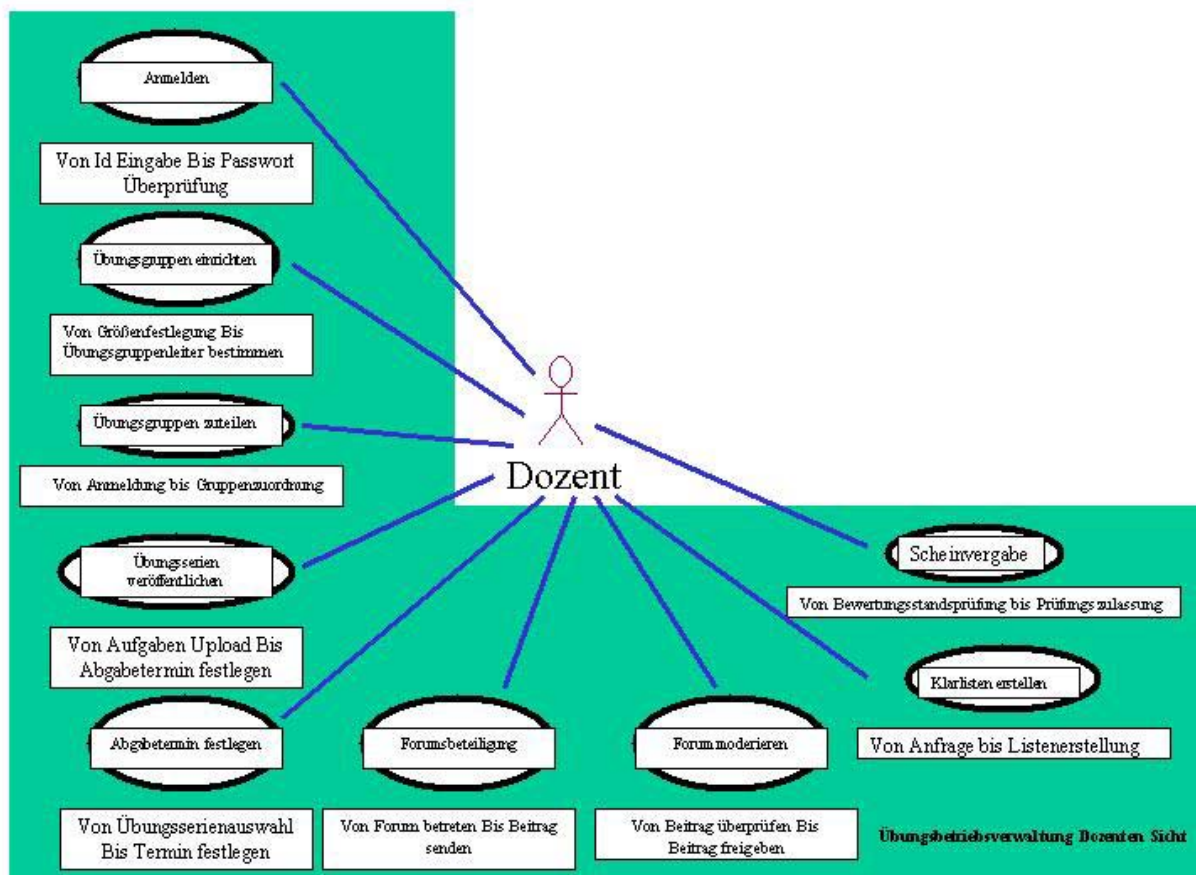 Anmelden
Von Id Eingabe Bis Passwort
Überprüfung
Übungsgruppen einrichten
Von Größenfestlegung Bis
Übungsgruppenleiter bestimmen
Übungsgruppen zuteilen
Von Anmeldung bis Gruppenzuordnung
Dozent
Übungsserien
veröffentlichen
Von Aufgaben Upload Bis
Abgabetermin festlegen
Scheinvergabe
Von Bewertungsstandsprüfung bis Prüfungszulassung
Klarlisten erstellen
Von Anfrage bis Listenerstellung
Abgabetermin festlegen
Von Übungsserienauswahl
Bis Termin festlegen
Forumsbeteiligung
Von Forum betreten Bis Beitrag
senden
Forum moderieren
Von Beitrag überprüfen Bis
Beitrag freigeben
Übungsbetriebsverwaltung Dozenten Sicht